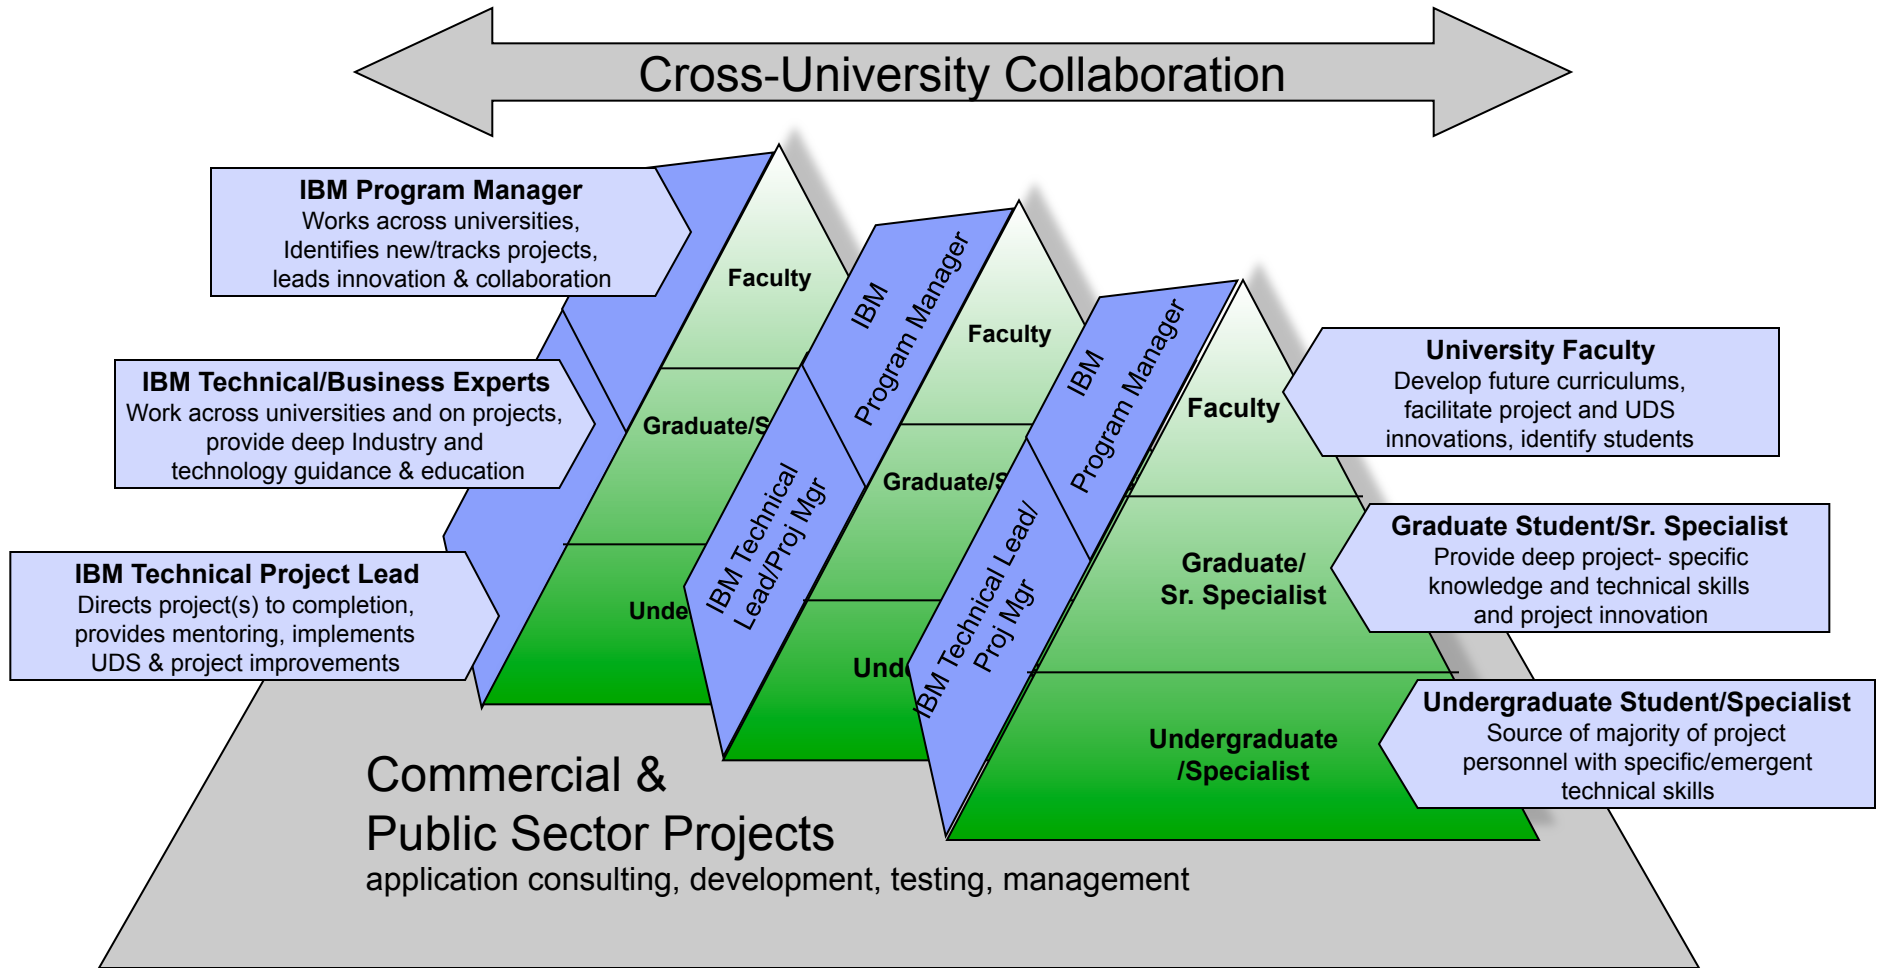 Cross-University Collaboration
IBM Program Manager
Works across universities,
Identifies new/tracks projects,
leads innovation & collaboration
IBM Technical/Business Experts
Work across universities and on projects,
provide deep Industry and
technology guidance & education
IBM Technical Project Lead
Directs project(s) to completion,
provides mentoring, implements
UDS & project improvements
Faculty
Graduate/S
Unde
IBM
Program Manager
IBM Technical
Lead/Proj Mgr
Faculty
Graduate/S
Und
IBM
Program Manager
IBM Technical Lead/
Proj Mgr
Faculty
Graduate/
Sr. Specialist
Undergraduate
/Specialist
University Faculty
Develop future curriculums,
facilitate project and UDS
innovations, identify students
Graduate Student/Sr. Specialist
Provide deep project- specific
knowledge and technical skills
and project innovation
Undergraduate Student/Specialist
Source of majority of project
personnel with specific/emergent
technical skills
Commercial &
Public Sector Projects
application consulting, development, testing, management